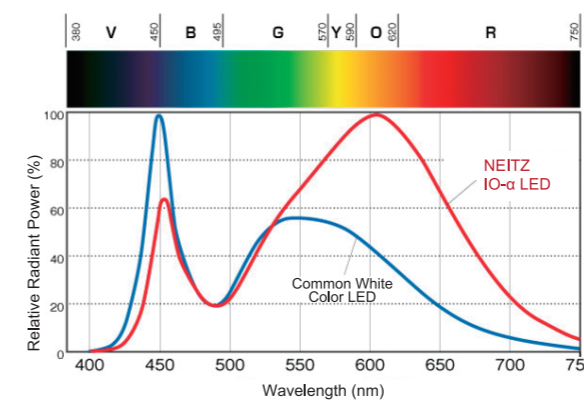 380 V 450 B 495 G 570 Y 590 O 620 R 750
100
80
60
40
20
0
Relative Radiant Power (%)
NEITZ
IO-α LED
Common White
Color LED
400 450 500 550 600 650 700 75
Wavelength (nm)